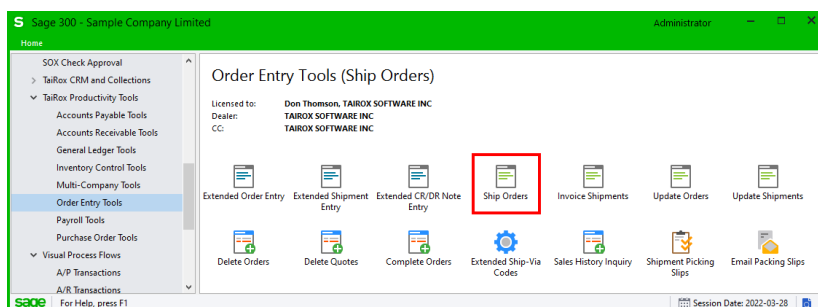 S Sage 300 - Sample Company Limited
Administrator
Home
SOX Check Approval
TaiRox CRM and Collections
TaiRox Productivity Tools
Accounts Payable Tools
Accounts Receivable Tools
General Ledger Tools
Inventory Control Tools
Multi-Company Tools
Order Entry Tools
Payroll Tools
Purchase Order Tools
Visual Process Flows
A/P Transactions
A/R Transactions
Order Entry Tools (Ship Orders)
Licensed to: Don Thomson, TAIROX SOFTWARE INC
Dealer: TAIROX SOFTWARE INC
CC: TAIROX SOFTWARE INC
Extended Order Entry
Extended Shipment
Entry
Extended CR/DR Note
Entry
Ship Orders
Invoice Shipments
Update Orders
Update Shipments
Delete Orders
Delete Quotes
Complete Orders
Extended Ship-Via
Codes
Sales History Inquiry
Shipment Picking
Slips
Email Packing Slips
sage For Help, press F1
Session Date: 2022-03-28